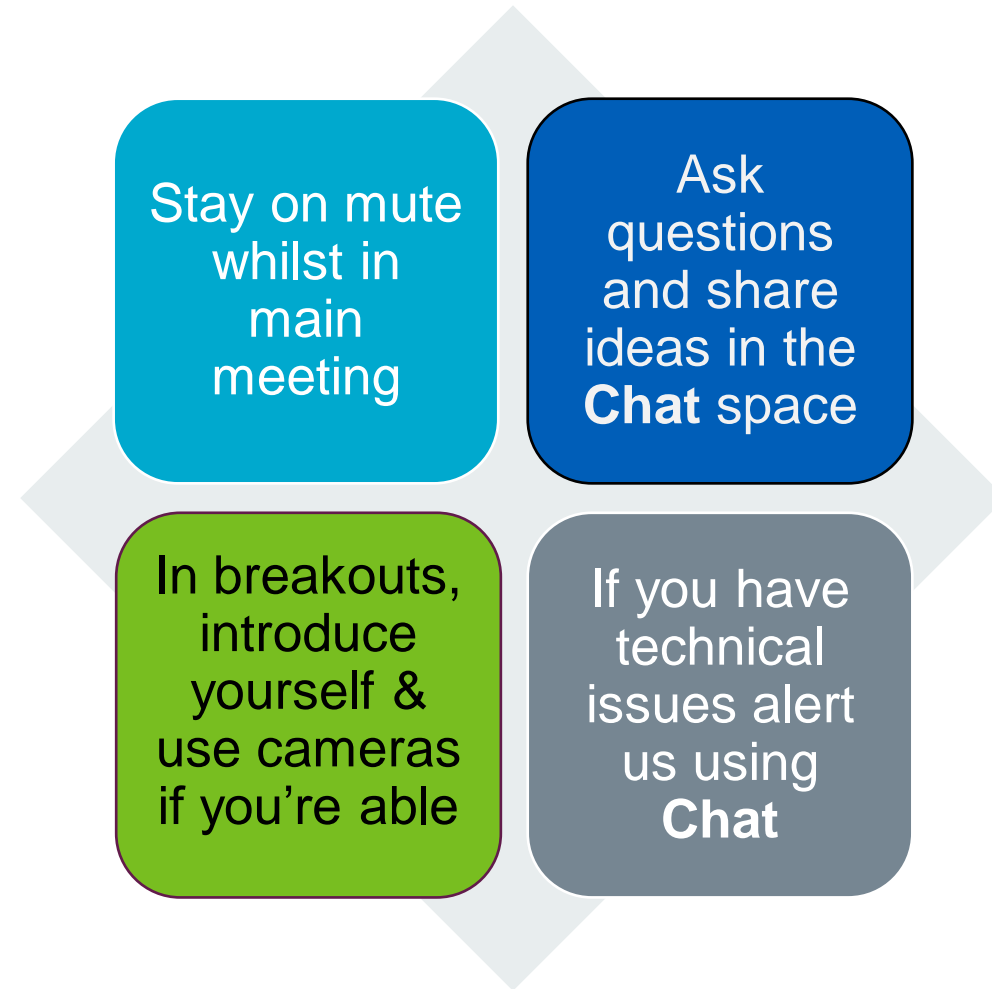 Stay on mute
whilst in
main
meeting
Ask
questions
and share
ideas in the
Chat space
In breakouts,
introduce
yourself &
use cameras
if you’re able
If you have
technical
issues alert
us using
Chat